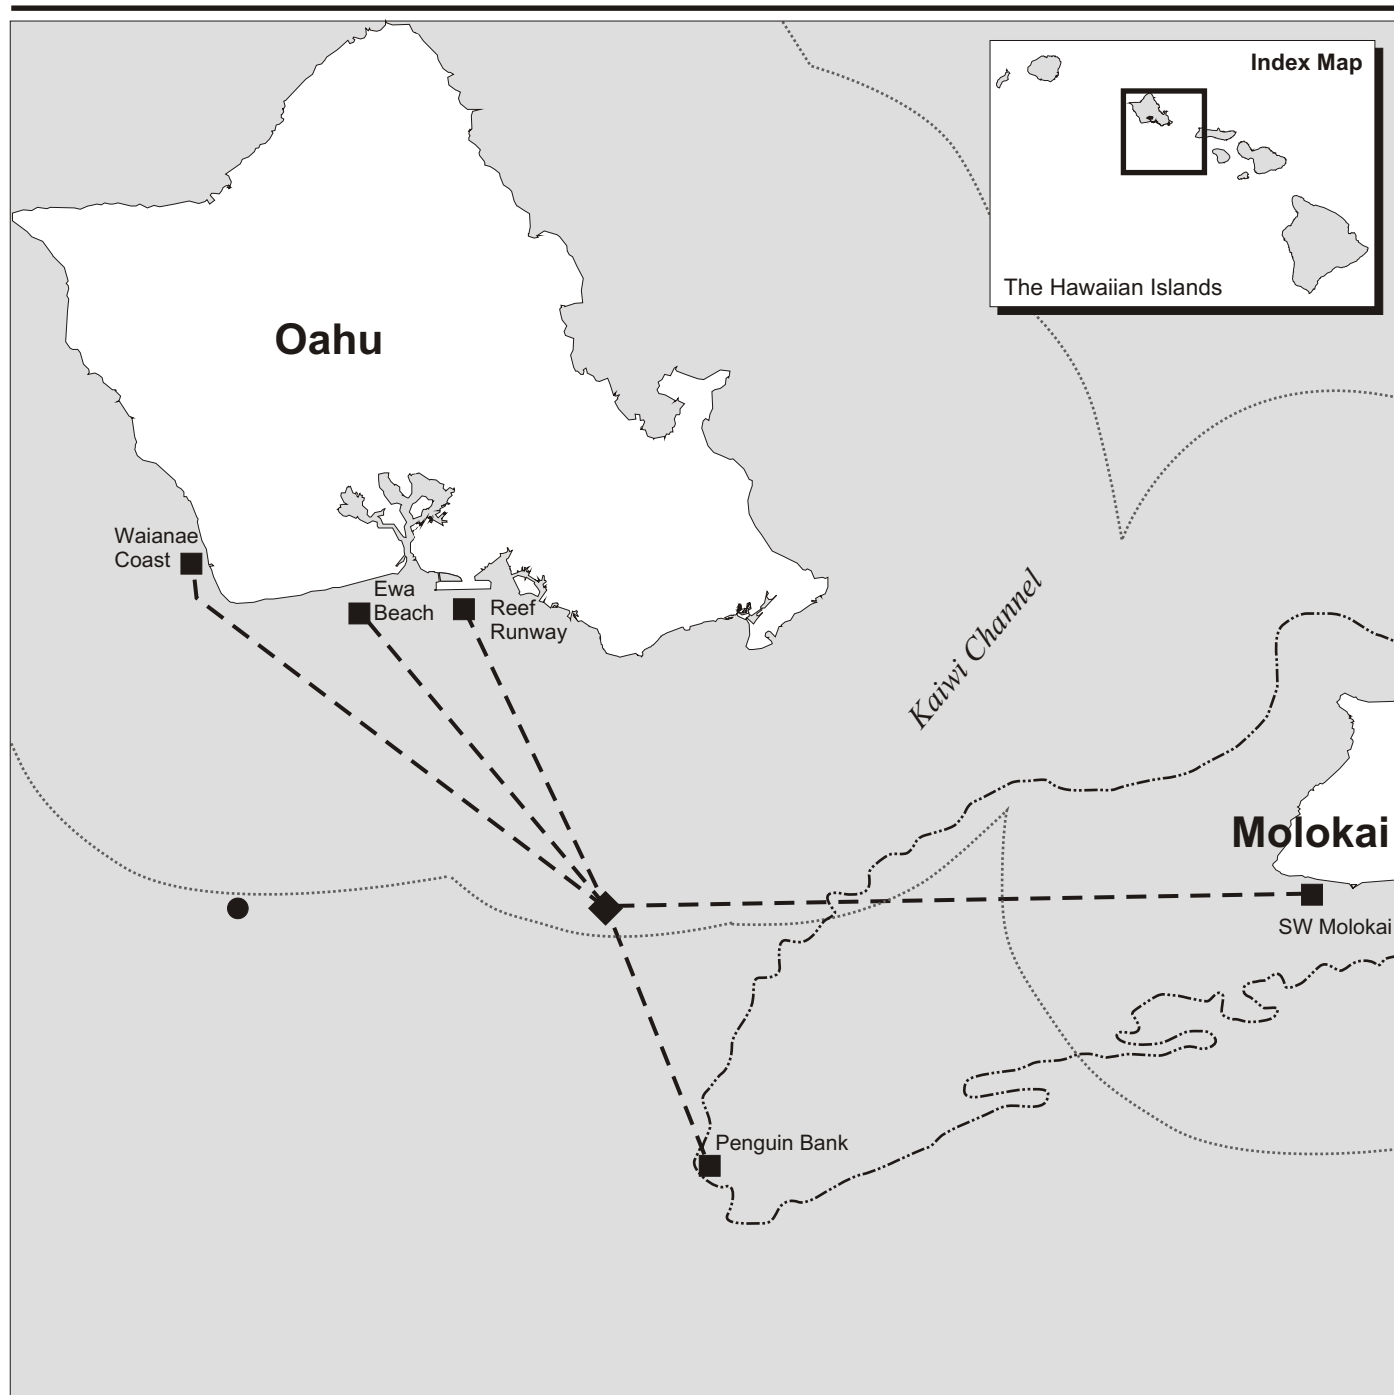 Index Map
The Hawaiian Islands
Oahu
Waianae
Coast
Ewa
Beach
Reef
Runway
Kaiwi Channel
Molokai
SW Molokai
Penguin Bank